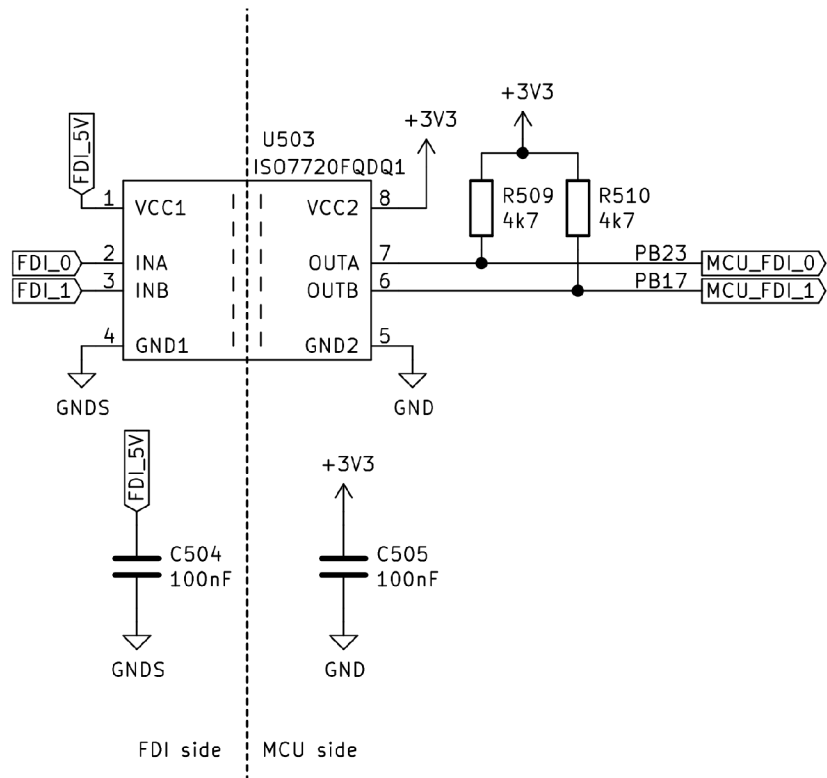 +3V3
+3V3
U503
ISO7720FQDQ1
FDI_5V
1
VCC1
VCC2
8
R509
4k7
R510
4k7
FDI_0
2
INA
OUTA
7
PB23
MCU_FDI_0
FDI_1
3
INB
OUTB
6
PB17
MCU_FDI_1
4
GND1
GND2
5
GNDS
GND
FDI_5V
+3V3
C504
100nF
C505
100nF
GNDS
GND
FDI side
MCU side